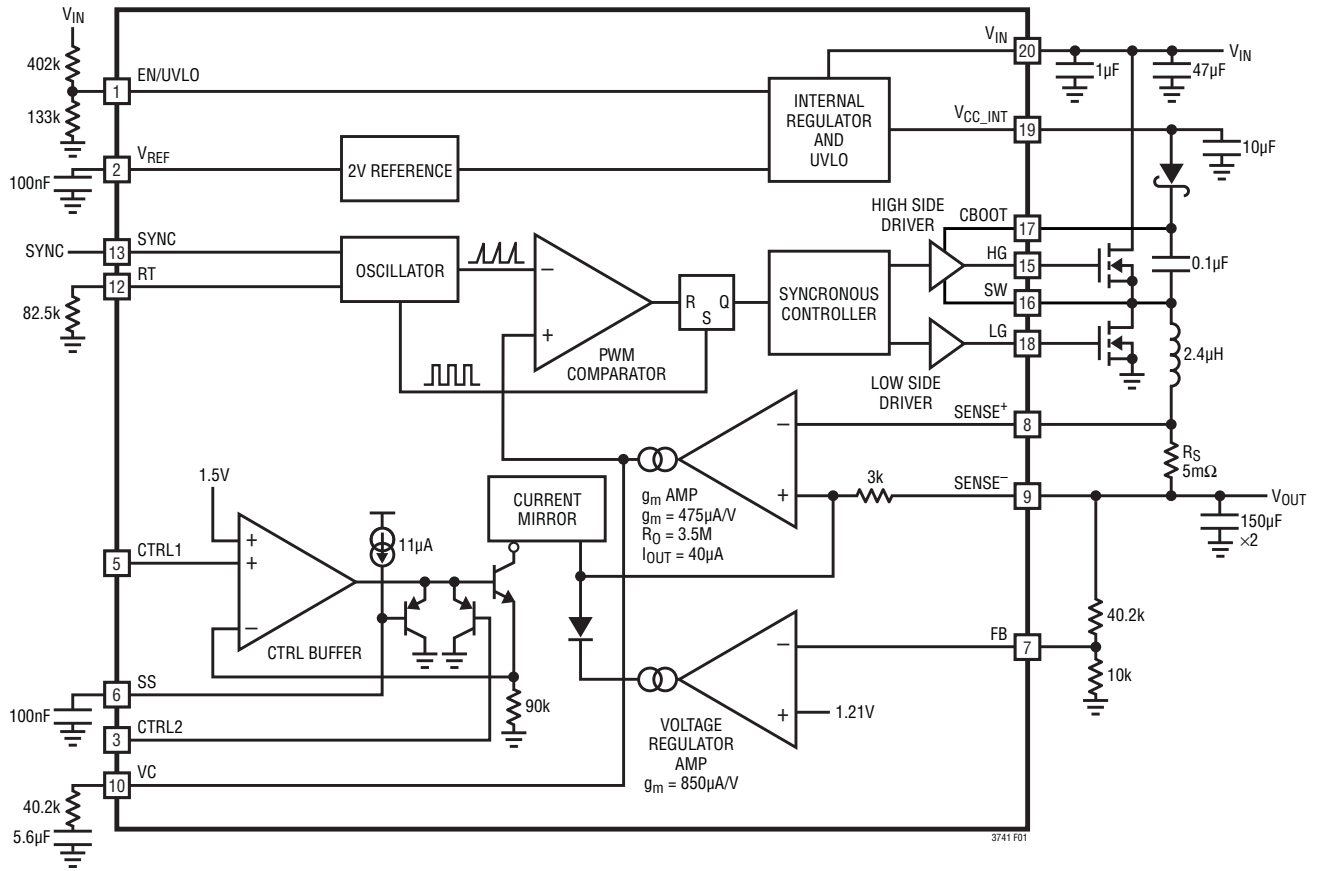 VIN
402k
133k
1
EN/UVLO
2
VREF
100nF
2V REFERENCE
INTERNAL
REGULATOR
AND
UVLO
VIN
20
1µF
47µF
VIN
VCC_INT
19
10µF
SYNC
13
SYNC
12
RT
82.5k
OSCILLATOR
−
+
PWM
COMPARATOR
R
S
Q
SYNCRONOUS
CONTROLLER
HIGH SIDE
DRIVER
LOW SIDE
DRIVER
CBOOT
17
HG
15
SW
16
LG
18
0.1µF
2.4µH
SENSE+
8
RS
5mΩ
SENSE−
9
VOUT
150µF
×2
3k
−
+
gm AMP
gm = 475µA/V
RO = 3.5M
IOUT = 40µA
CURRENT
MIRROR
1.5V
5
CTRL1
+
+
−
CTRL BUFFER
11µA
90k
6
SS
100nF
3
CTRL2
10
VC
40.2k
5.6µF
−
+
1.21V
VOLTAGE
REGULATOR
AMP
gm = 850µA/V
FB
7
40.2k
10k
3741 F01